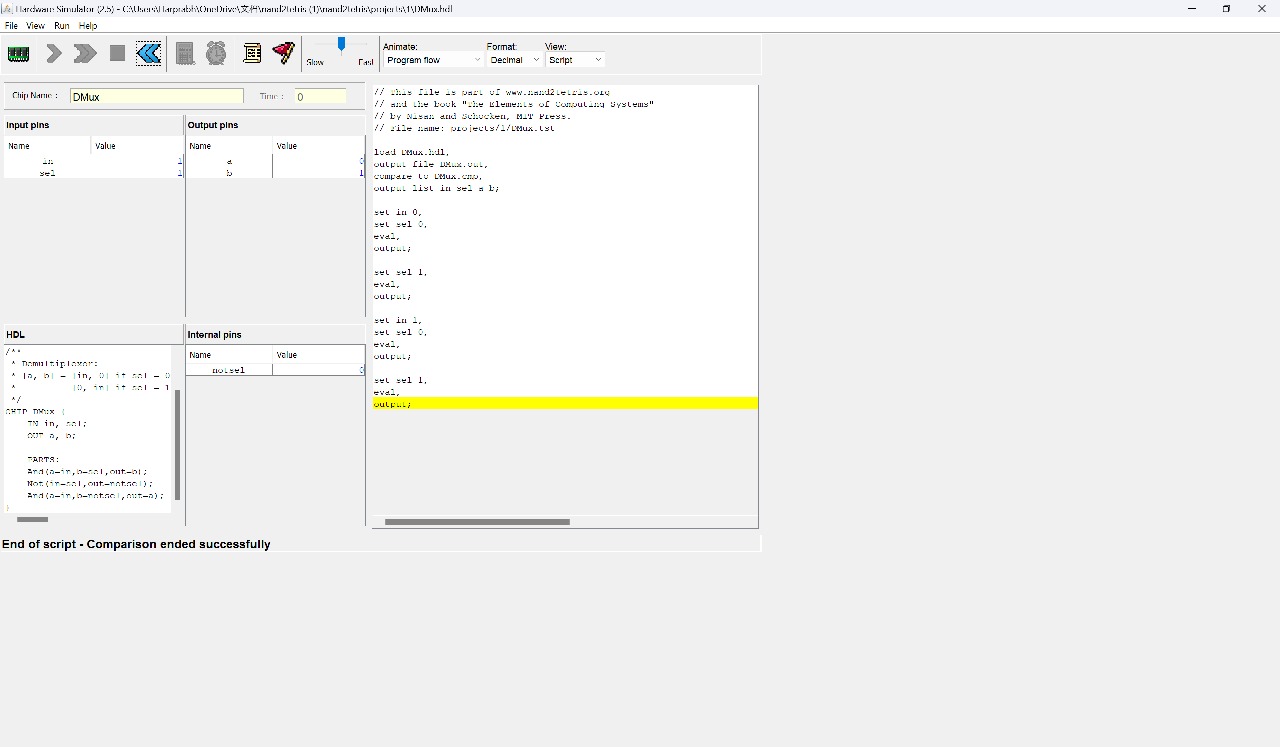 Hardware Simulator (2.5) - C:\Users\Harprabh\OneDrive\文档\nand2tetris (1)\nand2tetris\projects\1\DMux.hdl
File View Run Help
Slow Fast
Animate: Format: View:
Program flow Decimal Script
Chip Name : DMux Time : 0
Input pins
Name Value
in 1
sel 1
Output pins
Name Value
a 0
b 1
HDL
/**
* Demultiplexor:
* [a, b] = [in, 0] if sel = 0
* [0, in] if sel = 1
*/
CHIP DMux {
IN in, sel;
OUT a, b;
PARTS:
And(a=in,b=sel,out=b);
Not(in=sel,out=notsel);
And(a=in,b=notsel,out=a);
}
Internal pins
Name Value
notsel 0
// This file is part of www.nand2tetris.org
// and the book "The Elements of Computing Systems"
// by Nisan and Schocken, MIT Press.
// File name: projects/1/DMux.tst
load DMux.hdl,
output-file DMux.out,
compare-to DMux.cmp,
output-list in sel a b;
set in 0,
set sel 0,
eval,
output;
set sel 1,
eval,
output;
set in 1,
set sel 0,
eval,
output;
set sel 1,
eval,
output;
End of script - Comparison ended successfully